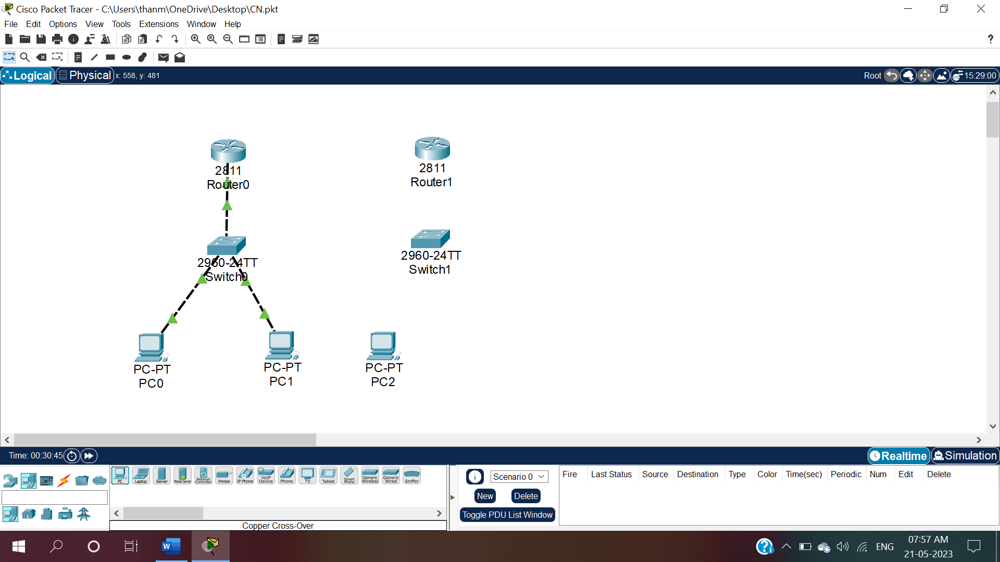 Cisco Packet Tracer - C:\Users\thanm\OneDrive\Desktop\CN.pkt
File Edit Options View Tools Extensions Window Help
?
Logical Physical x: 558, y: 481 Root 15:29:00
2811
Router0
2811
Router1
2960-24TT
Switch0
2960-24TT
Switch1
PC-PT
PC0
PC-PT
PC1
PC-PT
PC2
Time: 00:30:45 Realtime Simulation
PC Laptop Server Meraki Server Network Controller Printer IP Phone VoIP Device Phone TV Tablet Smart Phone Generic Wireless Generic Wired Sniffer
Copper Cross-Over
Scenario 0
New Delete
Toggle PDU List Window
Fire Last Status Source Destination Type Color Time(sec) Periodic Num Edit Delete
ENG
07:57 AM
21-05-2023